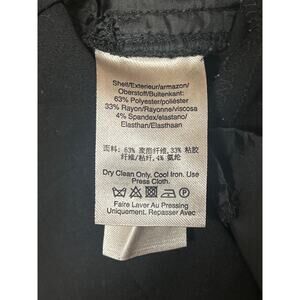 Shell/Exterieur/armazon/
Oberstoff/Buitenkant:
63% Polyester/poliéster
33% Rayon/Rayonne/viscosa
4% Spandex/elastano/
Elasthan/Elasthaan
面料: 63% 聚酯纤维,33% 粘胶
纤维/粘纤,4% 氨纶
Dry Clean Only. Cool Iron. Use
Press Cloth.
Faire Laver Au Pressing
Uniquement. Repasser Avec